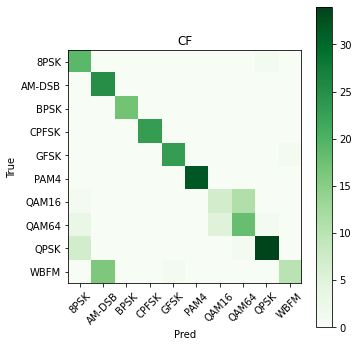 CF
True
8PSK
AM-DSB
BPSK
CPFSK
GFSK
PAM4
QAM16
QAM64
QPSK
WBFM
8PSK
AM-DSB
BPSK
CPFSK
GFSK
PAM4
QAM16
QAM64
QPSK
WBFM
Pred
30
25
20
15
10
5
0